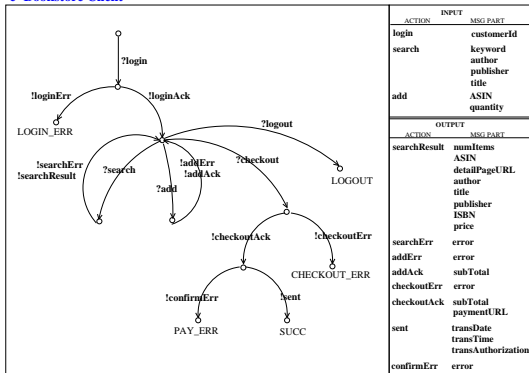 ?login
!loginErr
!loginAck
LOGIN_ERR
?logout
!searchErr
!searchResult
?search
!addErr
!addAck
?add
?checkout
LOGOUT
!checkoutAck
!checkoutErr
CHECKOUT_ERR
!confirmErr
!sent
PAY_ERR
SUCC
INPUT
ACTION MSG PART
login customerId
search keyword
author
publisher
title
add ASIN
quantity
OUTPUT
ACTION MSG PART
searchResult numItems
ASIN
detailPageURL
author
title
publisher
ISBN
price
searchErr error
addErr error
addAck subTotal
checkoutErr error
checkoutAck subTotal
paymentURL
sent transDate
transTime
transAuthorization
confirmErr error